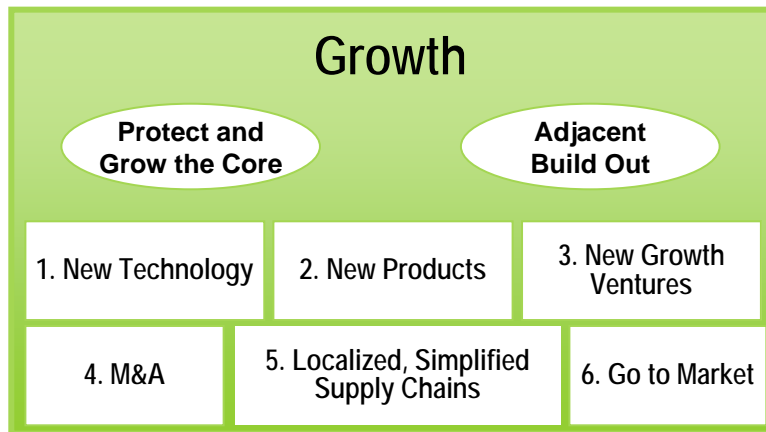 Growth
Protect and
Grow the Core
Adjacent
Build Out
1. New Technology
2. New Products
3. New Growth
Ventures
4. M&A
5. Localized, Simplified
Supply Chains
6. Go to Market